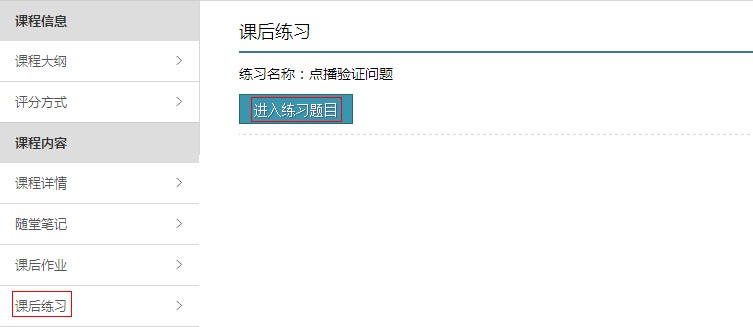 课程信息
课程大纲
评分方式
课程内容
课程详情
随堂笔记
课后作业
课后练习
课后练习
练习名称：点播验证问题
进入练习题目